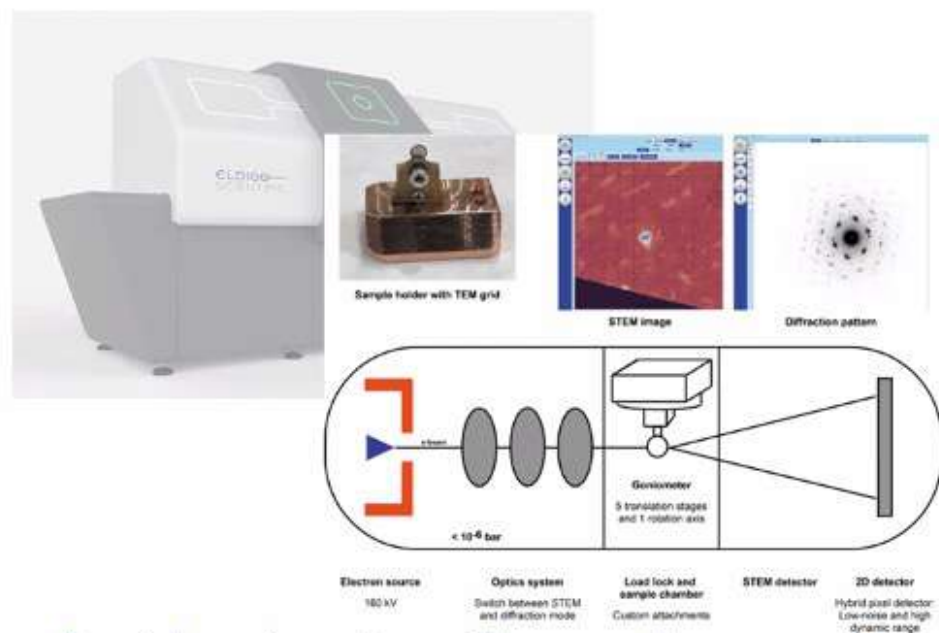 ELDICO
SCIENTIFIC
Sample holder with TEM grid
STEM image
Diffraction pattern
e-beam
Goniometer
5 translation stages
and 1 rotation axis
< 10-6 bar
Electron source
160 kV
Optics system
Switch between STEM
and diffraction mode
Load lock and
sample chamber
Custom attachments
STEM detector
2D detector
Hybrid pixel detector:
Low-noise and high
dynamic range